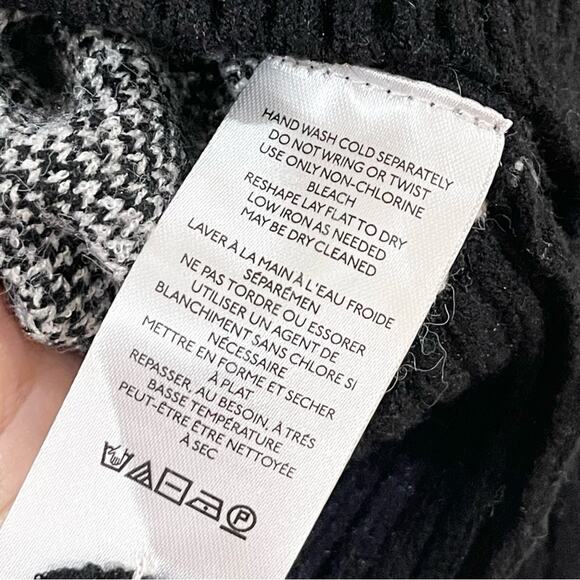 HAND WASH COLD SEPARATELY
DO NOT WRING OR TWIST
USE ONLY NON-CHLORINE
BLEACH
RESHAPE LAY FLAT TO DRY
LOW IRON AS NEEDED
MAY BE DRY CLEANED
LAVER À LA MAIN À L'EAU FROIDE
SÉPARÉMEN
NE PAS TORDRE OU ESSORER
UTILISER UN AGENT DE
BLANCHIMENT SANS CHLORE SI
NÉCESSAIRE
METTRE EN FORME ET SECHER
À PLAT
REPASSER, AU BESOIN, À TRÉS
BASSE TEMPÉRATURE
PEUT-ÊTRE ÊTRE NETTOYÉE
À SEC
P